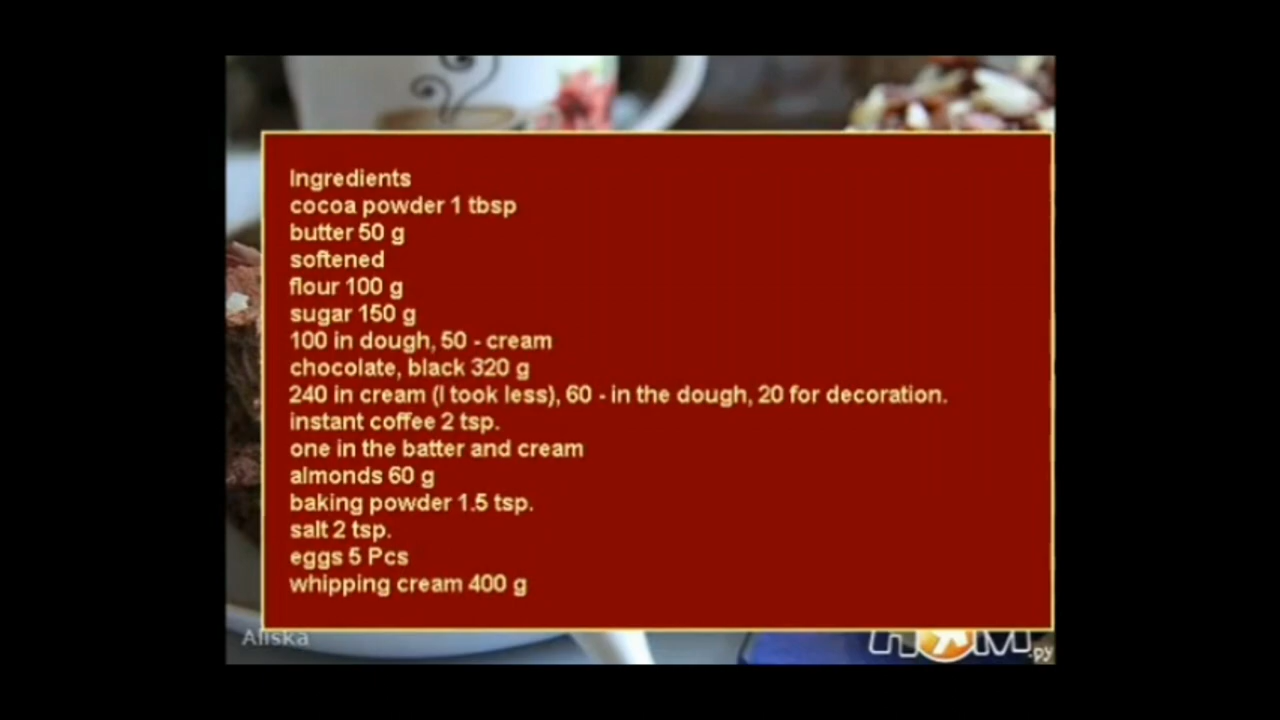 Ingredients
cocoa powder 1 tbsp
butter 50 g
softened
flour 100 g
sugar 150 g
100 in dough, 50 - cream
chocolate, black 320 g
240 in cream (I took less), 60 - in the dough, 20 for decoration.
instant coffee 2 tsp.
one in the batter and cream
almonds 60 g
baking powder 1.5 tsp.
salt 2 tsp.
eggs 5 Pcs
whipping cream 400 g
Aliska
.ру